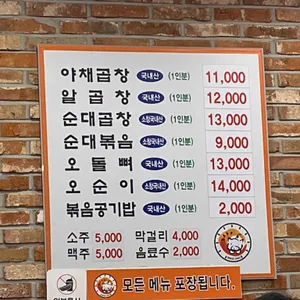 야채곱창 국내산 (1인분) 11,000
알곱창 국내산 (1인분) 12,000
순대곱창 소장국내산 (1인분) 13,000
순대볶음 소장국내산 (1인분) 9,000
오돌뼈 국내산 (1인분) 13,000
오순이 소장국내산 (1인분) 14,000
볶음공기밥 국내산 (1인분) 2,000
소주 5,000 막걸리 4,000
맥주 5,000 음료수 2,000
모든 메뉴 포장됩니다.